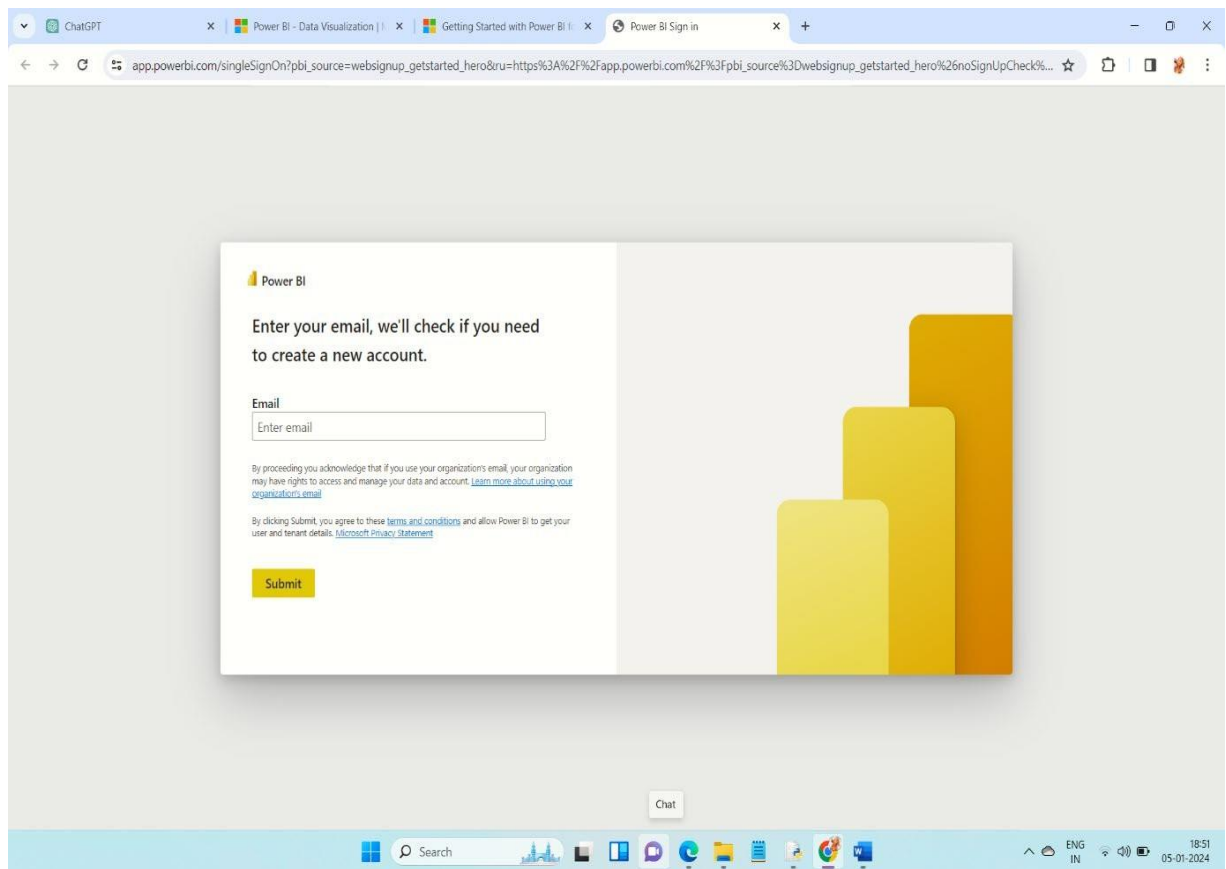 ChatGPT
Power BI - Data Visualization |
Getting Started with Power BI
Power BI Sign in
app.powerbi.com/singleSignOn?pbi_source=websignup_getstarted_hero&ru=https%3A%2F%2Fapp.powerbi.com%2F%3Fpbi_source%3Dwebsignup_getstarted_hero%26noSignUpCheck%...
Power BI
Enter your email, we'll check if you need
to create a new account.
Email
Enter email
By proceeding you acknowledge that if you use your organization's email, your organization
may have rights to access and manage your data and account. Learn more about using your
organization's email
By clicking Submit, you agree to these terms and conditions and allow Power BI to get your
user and tenant details. Microsoft Privacy Statement
Submit
Chat
Search
ENG
IN
18:51
05-01-2024